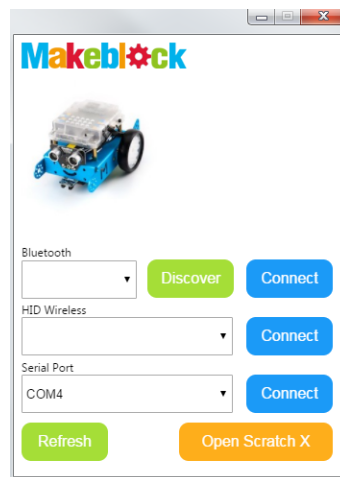 Makeblock
Bluetooth
Discover Connect
HID Wireless
Connect
Serial Port
COM4 Connect
Refresh Open Scratch X